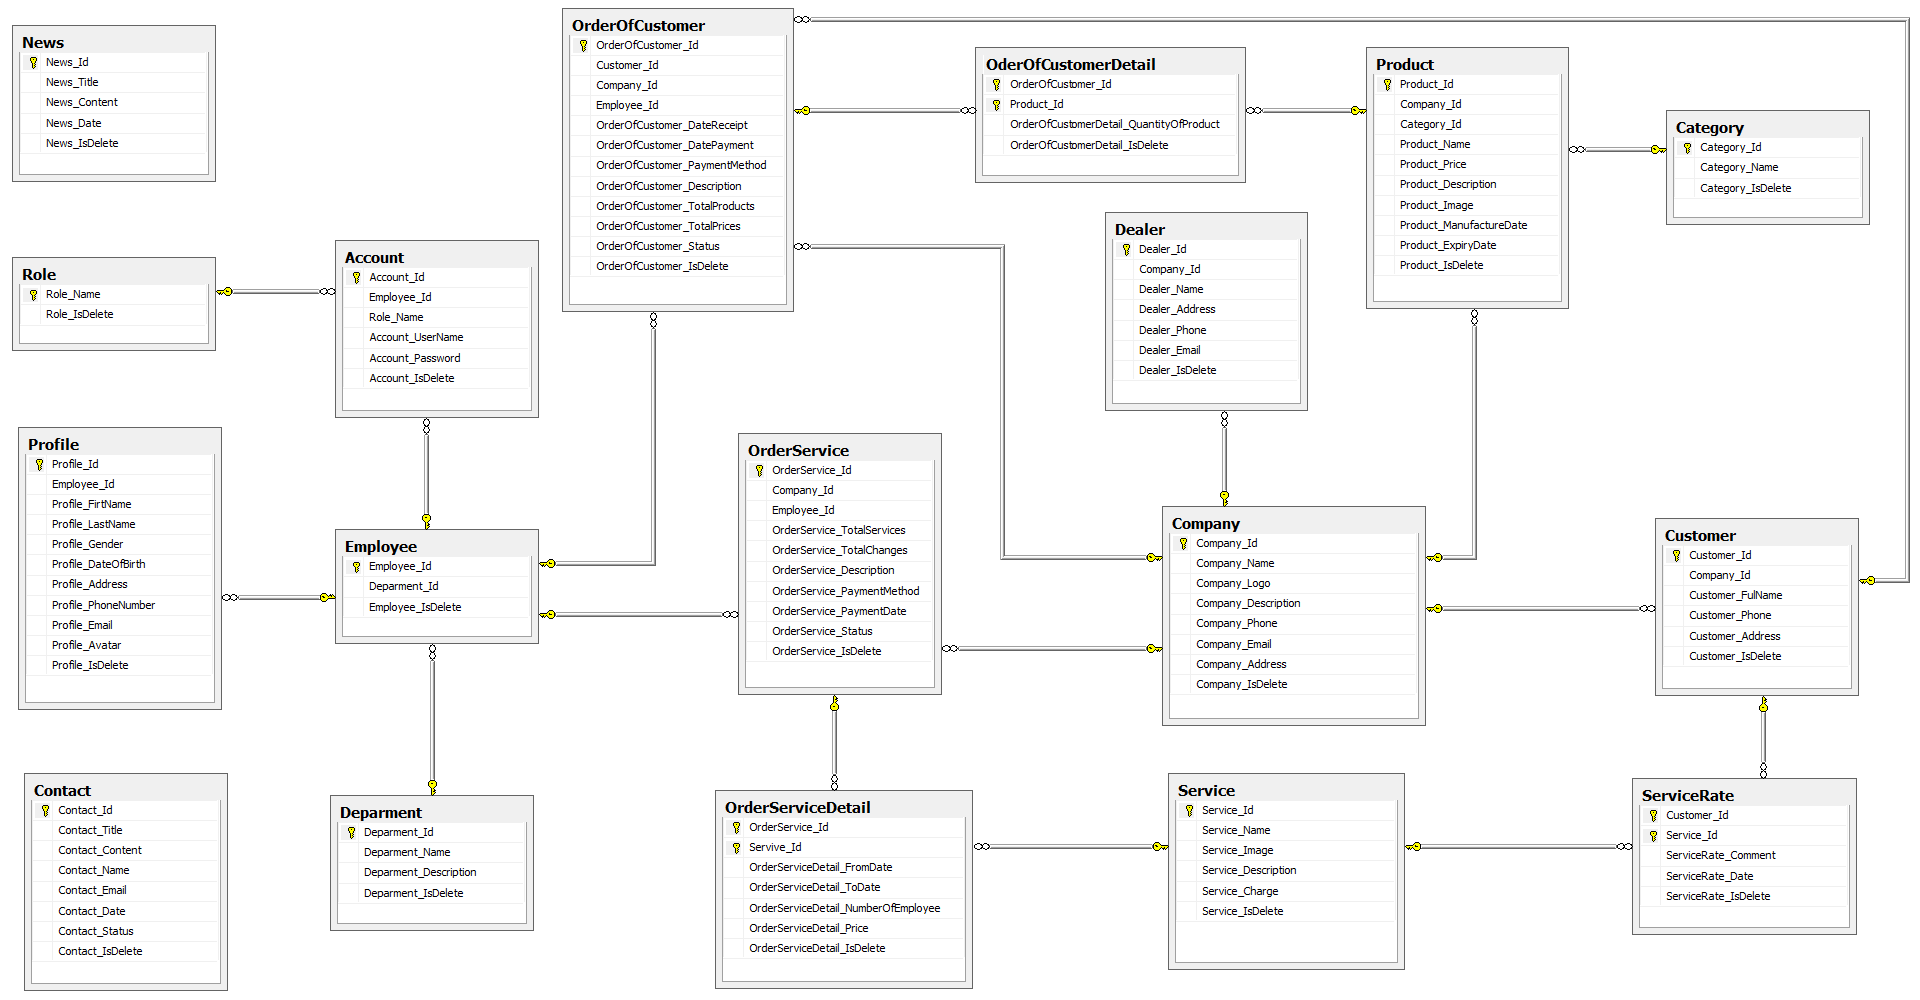 News
News_Id
News_Title
News_Content
News_Date
News_IsDelete
OrderOfCustomer
OrderOfCustomer_Id
Customer_Id
Company_Id
Employee_Id
OrderOfCustomer_DateReceipt
OrderOfCustomer_DatePayment
OrderOfCustomer_PaymentMethod
OrderOfCustomer_Description
OrderOfCustomer_TotalProducts
OrderOfCustomer_TotalPrices
OrderOfCustomer_Status
OrderOfCustomer_IsDelete
OderOfCustomerDetail
OrderOfCustomer_Id
Product_Id
OrderOfCustomerDetail_QuantityOfProduct
OrderOfCustomerDetail_IsDelete
Product
Product_Id
Company_Id
Category_Id
Product_Name
Product_Price
Product_Description
Product_Image
Product_ManufactureDate
Product_ExpiryDate
Product_IsDelete
Category
Category_Id
Category_Name
Category_IsDelete
Role
Role_Name
Role_IsDelete
Account
Account_Id
Employee_Id
Role_Name
Account_UserName
Account_Password
Account_IsDelete
Dealer
Dealer_Id
Company_Id
Dealer_Name
Dealer_Address
Dealer_Phone
Dealer_Email
Dealer_IsDelete
Profile
Profile_Id
Employee_Id
Profile_FirtName
Profile_LastName
Profile_Gender
Profile_DateOfBirth
Profile_Address
Profile_PhoneNumber
Profile_Email
Profile_Avatar
Profile_IsDelete
Employee
Employee_Id
Deparment_Id
Employee_IsDelete
OrderService
OrderService_Id
Company_Id
Employee_Id
OrderService_TotalServices
OrderService_TotalChanges
OrderService_Description
OrderService_PaymentMethod
OrderService_PaymentDate
OrderService_Status
OrderService_IsDelete
Company
Company_Id
Company_Name
Company_Logo
Company_Description
Company_Phone
Company_Email
Company_Address
Company_IsDelete
Customer
Customer_Id
Company_Id
Customer_FulName
Customer_Phone
Customer_Address
Customer_IsDelete
Contact
Contact_Id
Contact_Title
Contact_Content
Contact_Name
Contact_Email
Contact_Date
Contact_Status
Contact_IsDelete
Deparment
Deparment_Id
Deparment_Name
Deparment_Description
Deparment_IsDelete
OrderServiceDetail
OrderService_Id
Servive_Id
OrderServiceDetail_FromDate
OrderServiceDetail_ToDate
OrderServiceDetail_NumberOfEmployee
OrderServiceDetail_Price
OrderServiceDetail_IsDelete
Service
Service_Id
Service_Name
Service_Image
Service_Description
Service_Charge
Service_IsDelete
ServiceRate
Customer_Id
Service_Id
ServiceRate_Comment
ServiceRate_Date
ServiceRate_IsDelete